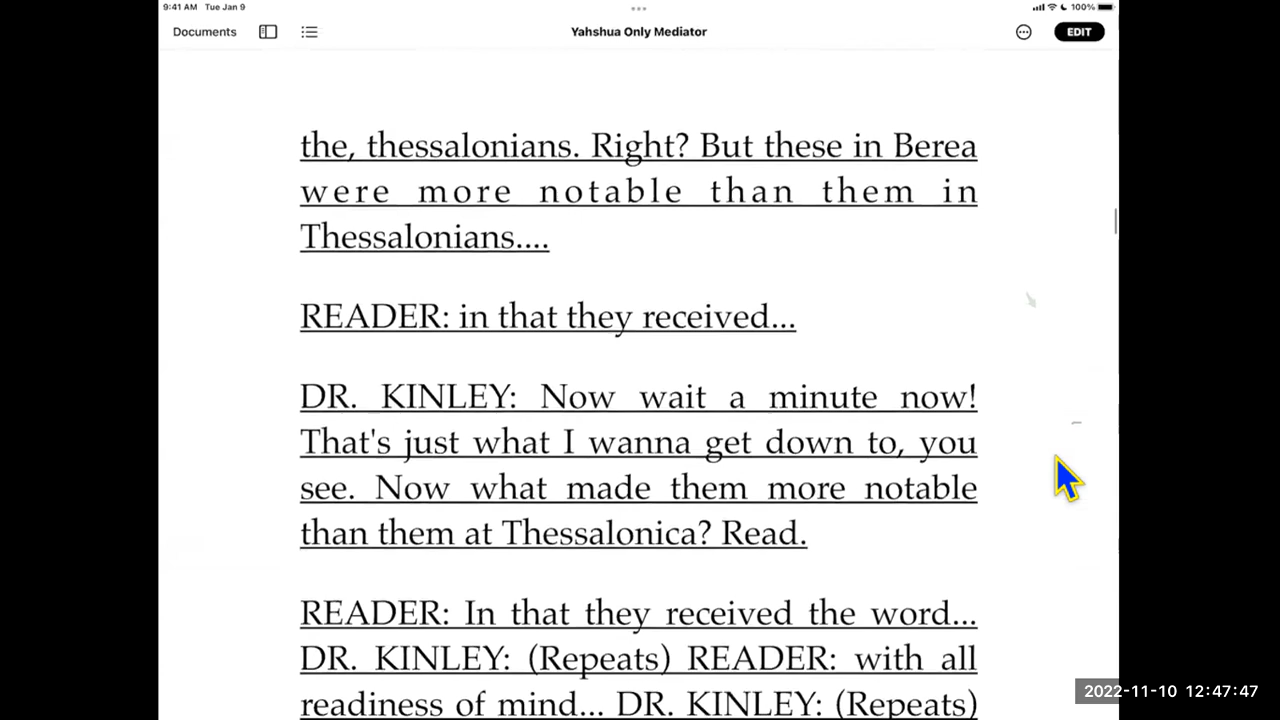 9:41 AM Tue Jan 9
100%
Documents
Yahshua Only Mediator
EDIT
the, thessalonians. Right? But these in Berea
were more notable than them in
Thessalonians....
READER: in that they received...
DR. KINLEY: Now wait a minute now!
That's just what I wanna get down to, you
see. Now what made them more notable
than them at Thessalonica? Read.
READER: In that they received the word...
DR. KINLEY: (Repeats) READER: with all
readiness of mind... DR. KINLEY: (Repeats)
2022-11-10 12:47:47